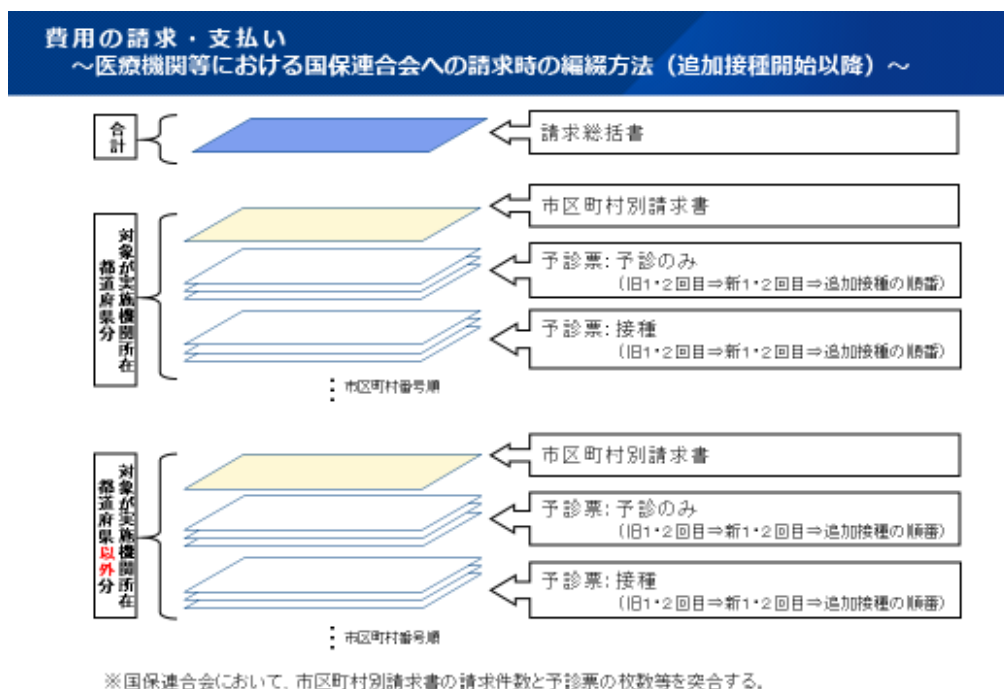 費用の請求・支払い
~医療機関等における国保連合会への請求時の編綴方法（追加接種開始以降）~
合計
請求総括書
対象が実施機関所在
都道府県分
市区町村別請求書
予診票：予診のみ
（旧1・2回目⇒新1・2回目⇒追加接種の順番）
予診票：接種
（旧1・2回目⇒新1・2回目⇒追加接種の順番）
市区町村番号順
対象が実施機関所在
都道府県以外分
市区町村別請求書
予診票：予診のみ
（旧1・2回目⇒新1・2回目⇒追加接種の順番）
予診票：接種
（旧1・2回目⇒新1・2回目⇒追加接種の順番）
市区町村番号順
※国保連合会において、市区町村別請求書の請求件数と予診票の枚数等を突合する。